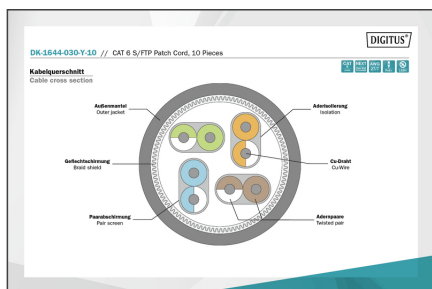 DIGITUS®
DK-1644-030-Y-10 // CAT 6 S/FTP Patch Cord, 10 Pieces
Kabelquerschnitt
Cable cross section
Außenmantel
Outer jacket
Aderisolierung
Isolation
Geflechtschirmung
Braid shield
Cu-Draht
Cu-Wire
Paarabschirmung
Pair screen
Adernpaare
Twisted pair